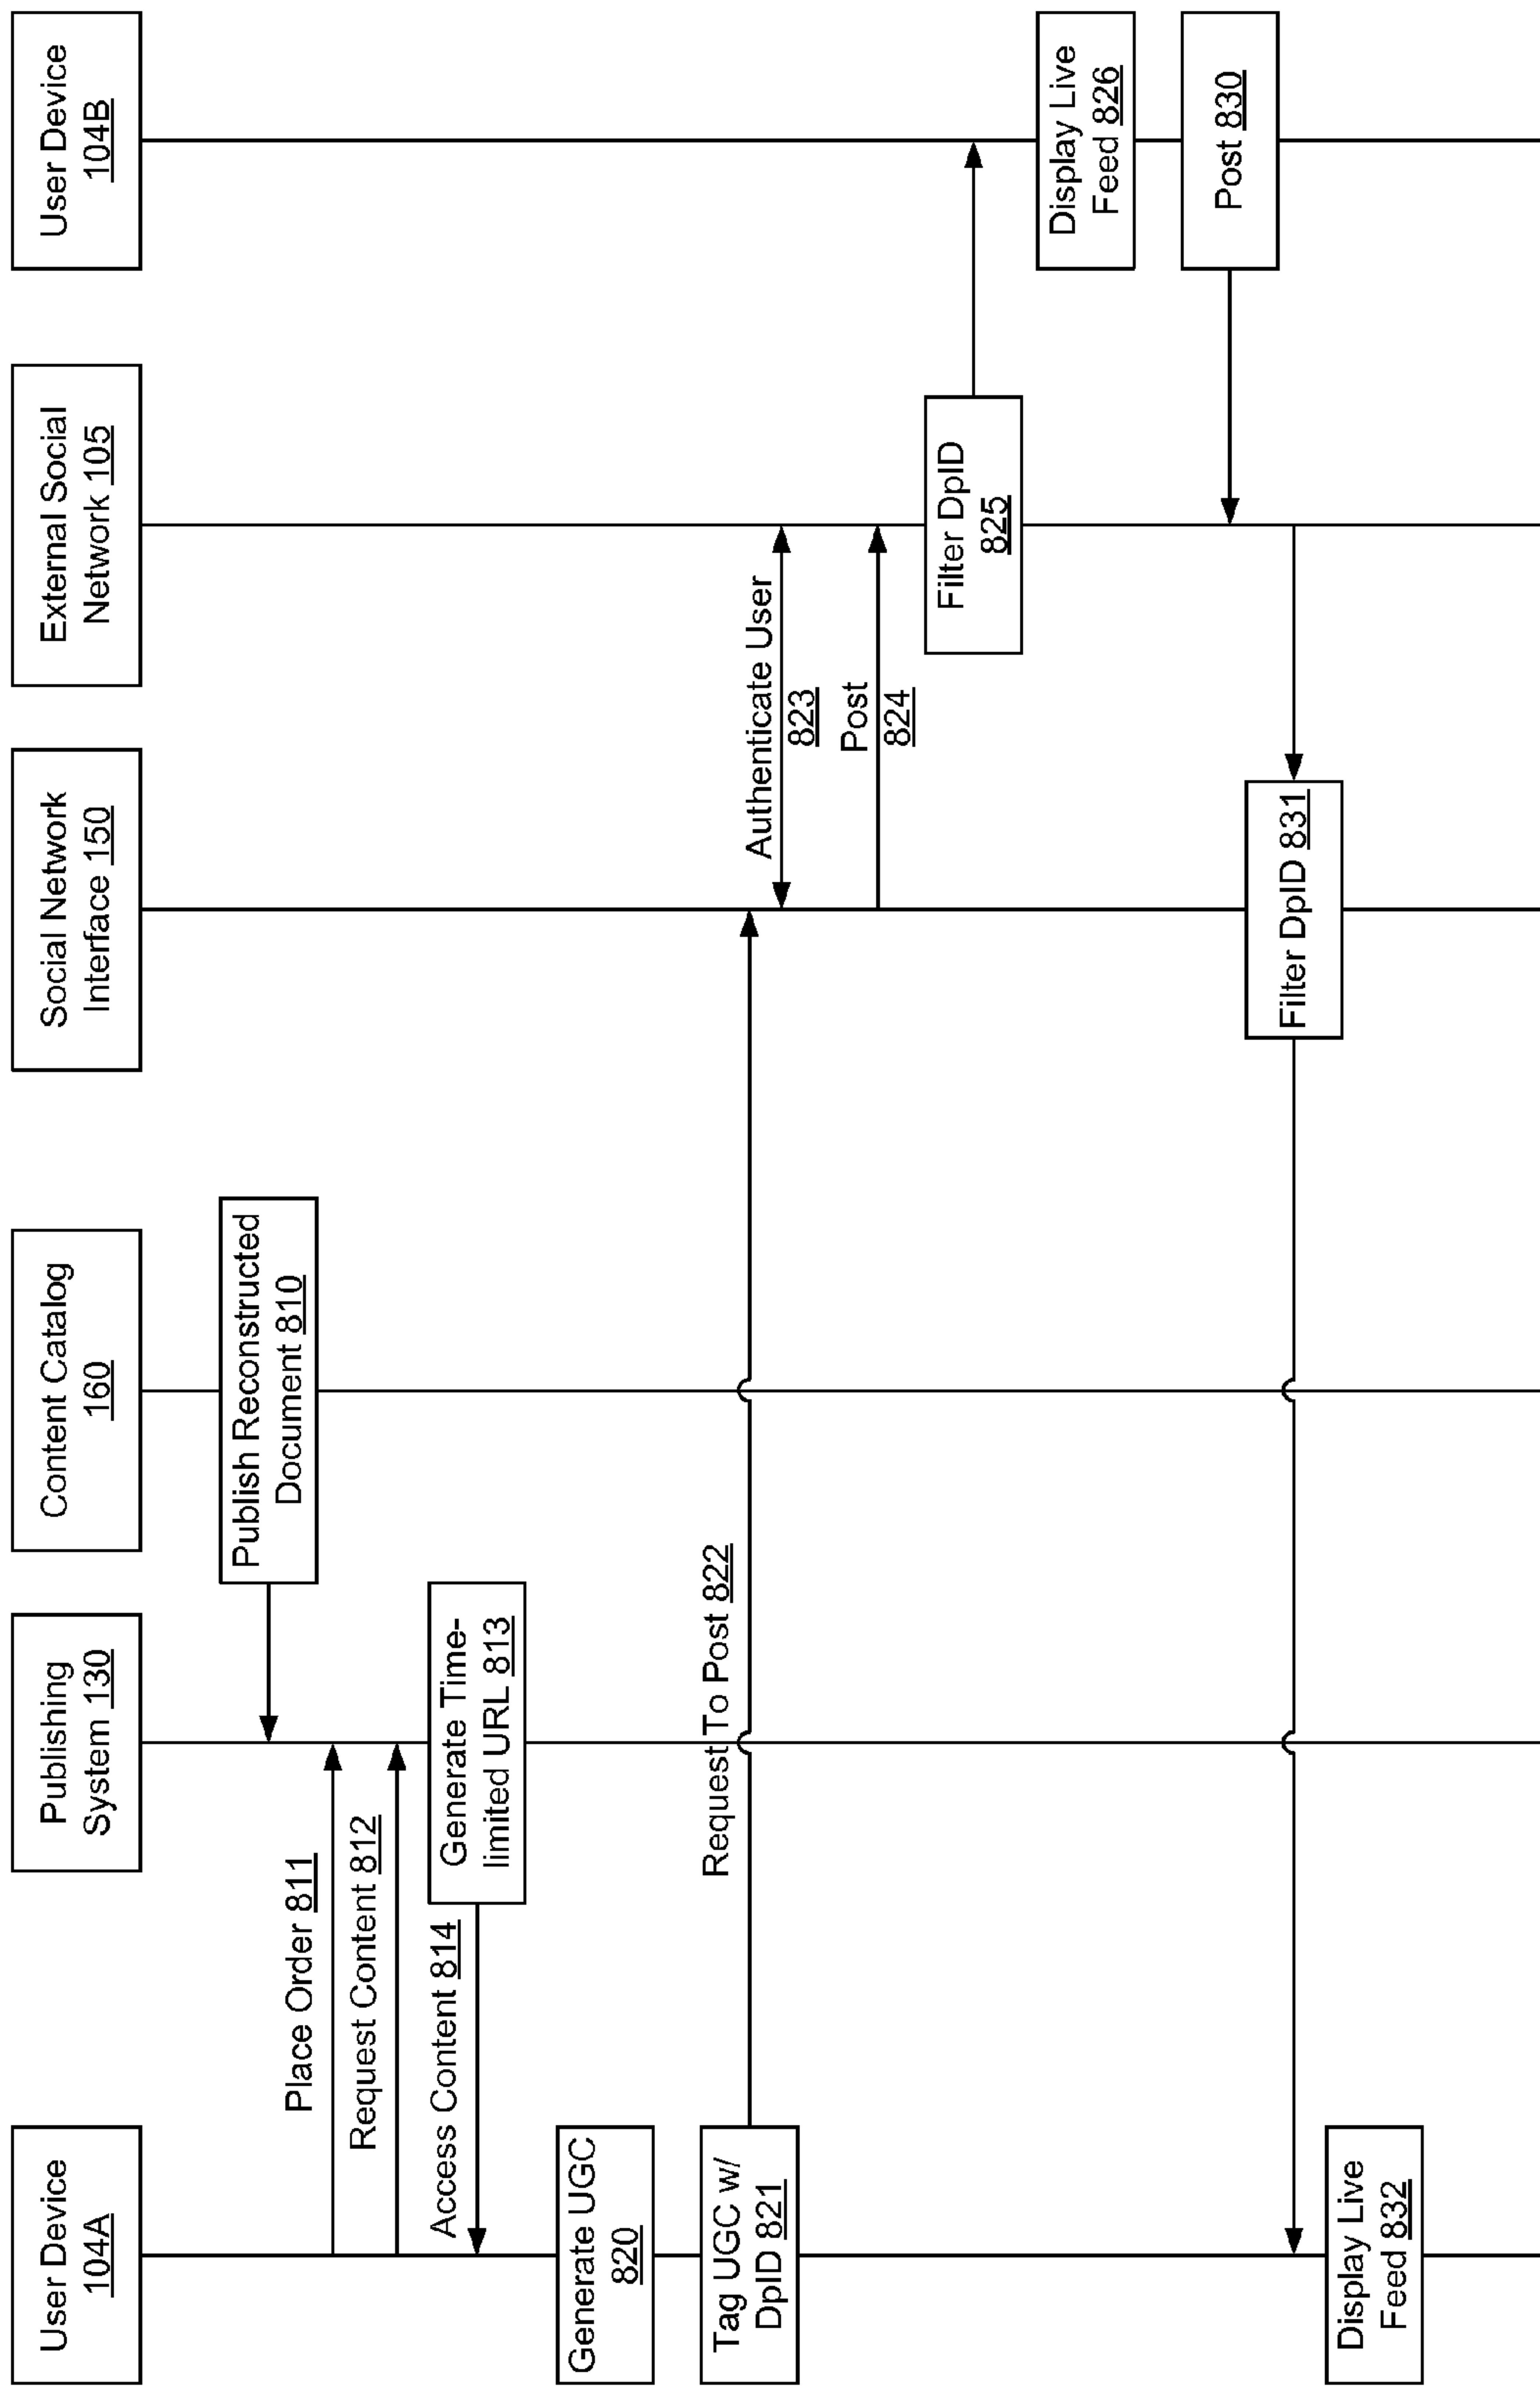 User Device
104A
Publishing
System 130
Content Catalog
160
Social Network
Interface 150
External Social
Network 105
User Device
104B
Publish Reconstructed
Document 810
Place Order 811
Request Content 812
Access Content 814
Generate Time-
limited URL 813
Generate UGC
820
Tag UGC w/
DpID 821
Request To Post 822
Authenticate User
823
Post
824
Filter DpID
825
Display Live
Feed 826
Post 830
Filter DpID 831
Display Live
Feed 832